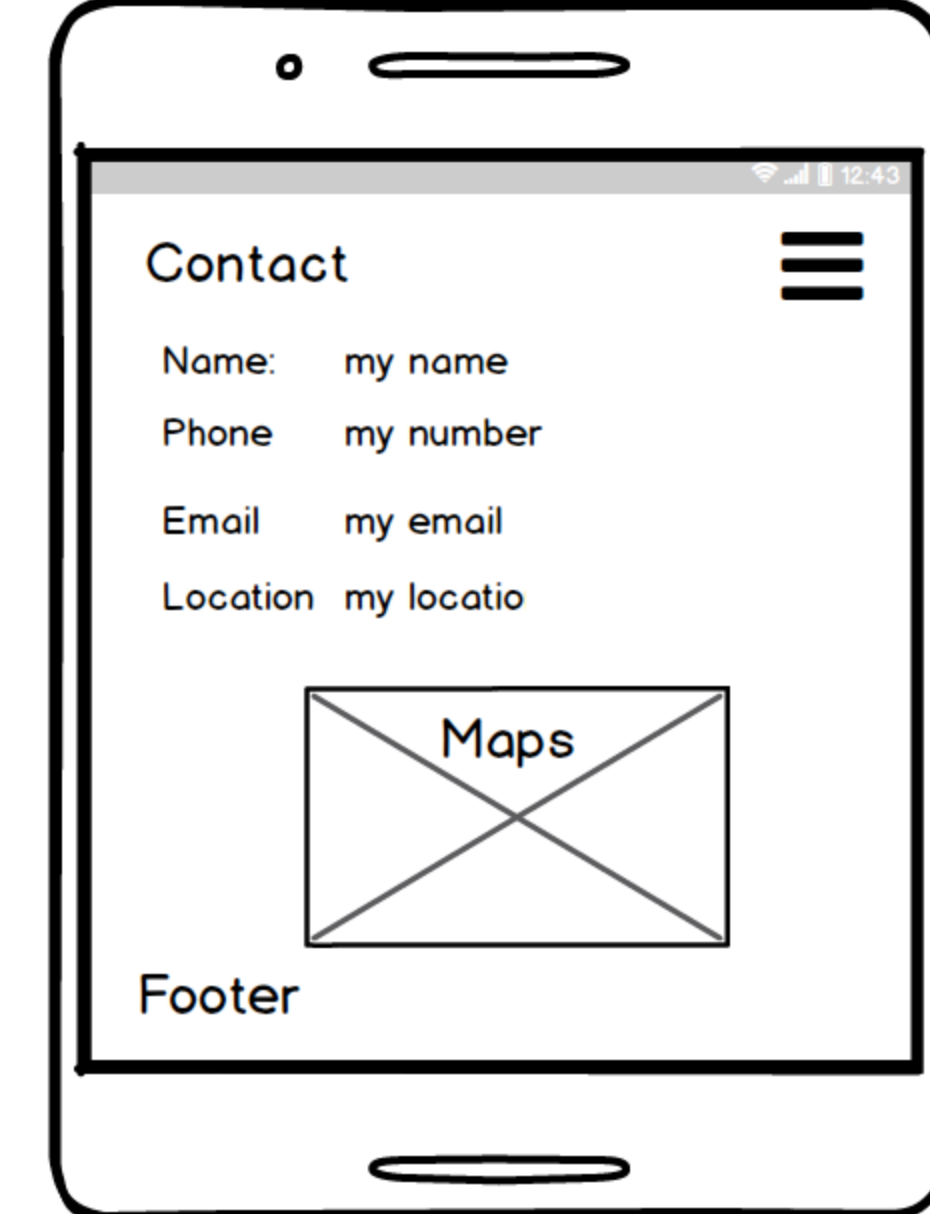 12:43
Contact
Name: my name
Phone my number
Email my email
Location my locatio
Maps
Footer